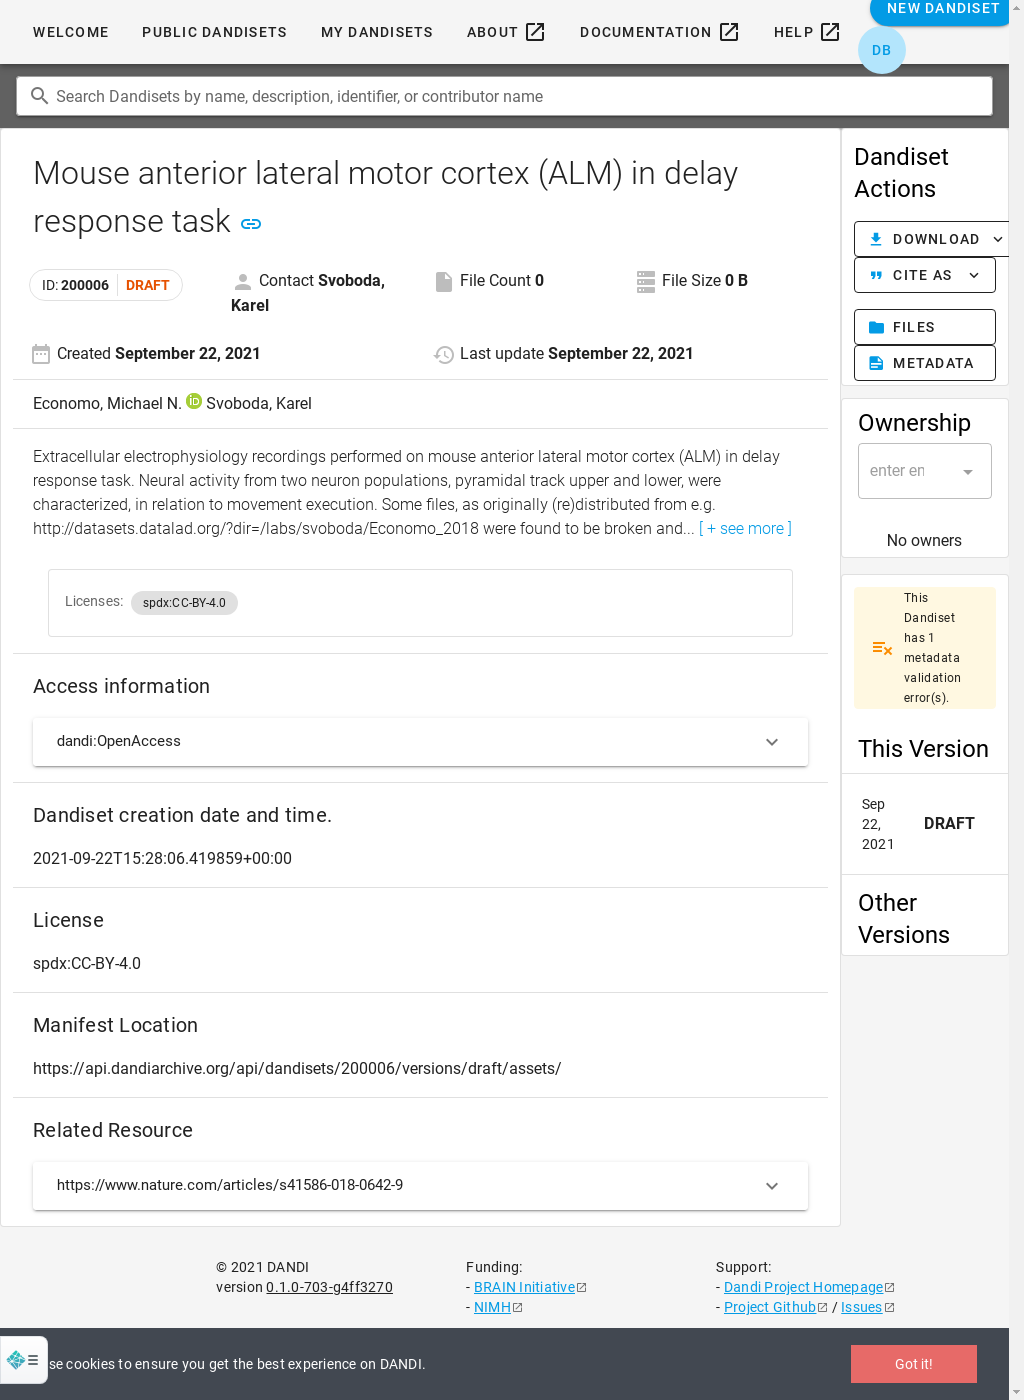 WELCOME PUBLIC DANDISETS MY DANDISETS ABOUT DOCUMENTATION HELP NEW DANDISET
DB
Search Dandisets by name, description, identifier, or contributor name
Mouse anterior lateral motor cortex (ALM) in delay
response task
ID: 200006 DRAFT
Contact Svoboda,
Karel
File Count 0
File Size 0 B
Created September 22, 2021
Last update September 22, 2021
Economo, Michael N. iD Svoboda, Karel
Extracellular electrophysiology recordings performed on mouse anterior lateral motor cortex (ALM) in delay
response task. Neural activity from two neuron populations, pyramidal track upper and lower, were
characterized, in relation to movement execution. Some files, as originally (re)distributed from e.g.
http://datasets.datalad.org/?dir=/labs/svoboda/Economo_2018 were found to be broken and... [ + see more ]
Licenses: spdx:CC-BY-4.0
Access information
dandi:OpenAccess
Dandiset creation date and time.
2021-09-22T15:28:06.419859+00:00
License
spdx:CC-BY-4.0
Manifest Location
https://api.dandiarchive.org/api/dandisets/200006/versions/draft/assets/
Related Resource
https://www.nature.com/articles/s41586-018-0642-9
Dandiset
Actions
DOWNLOAD
CITE AS
FILES
METADATA
Ownership
enter en
No owners
This
Dandiset
has 1
metadata
validation
error(s).
This Version
Sep
22,
2021
DRAFT
Other
Versions
© 2021 DANDI
version 0.1.0-703-g4ff3270
Funding:
- BRAIN Initiative
- NIMH
Support:
- Dandi Project Homepage
- Project Github / Issues
se cookies to ensure you get the best experience on DANDI.
Got it!